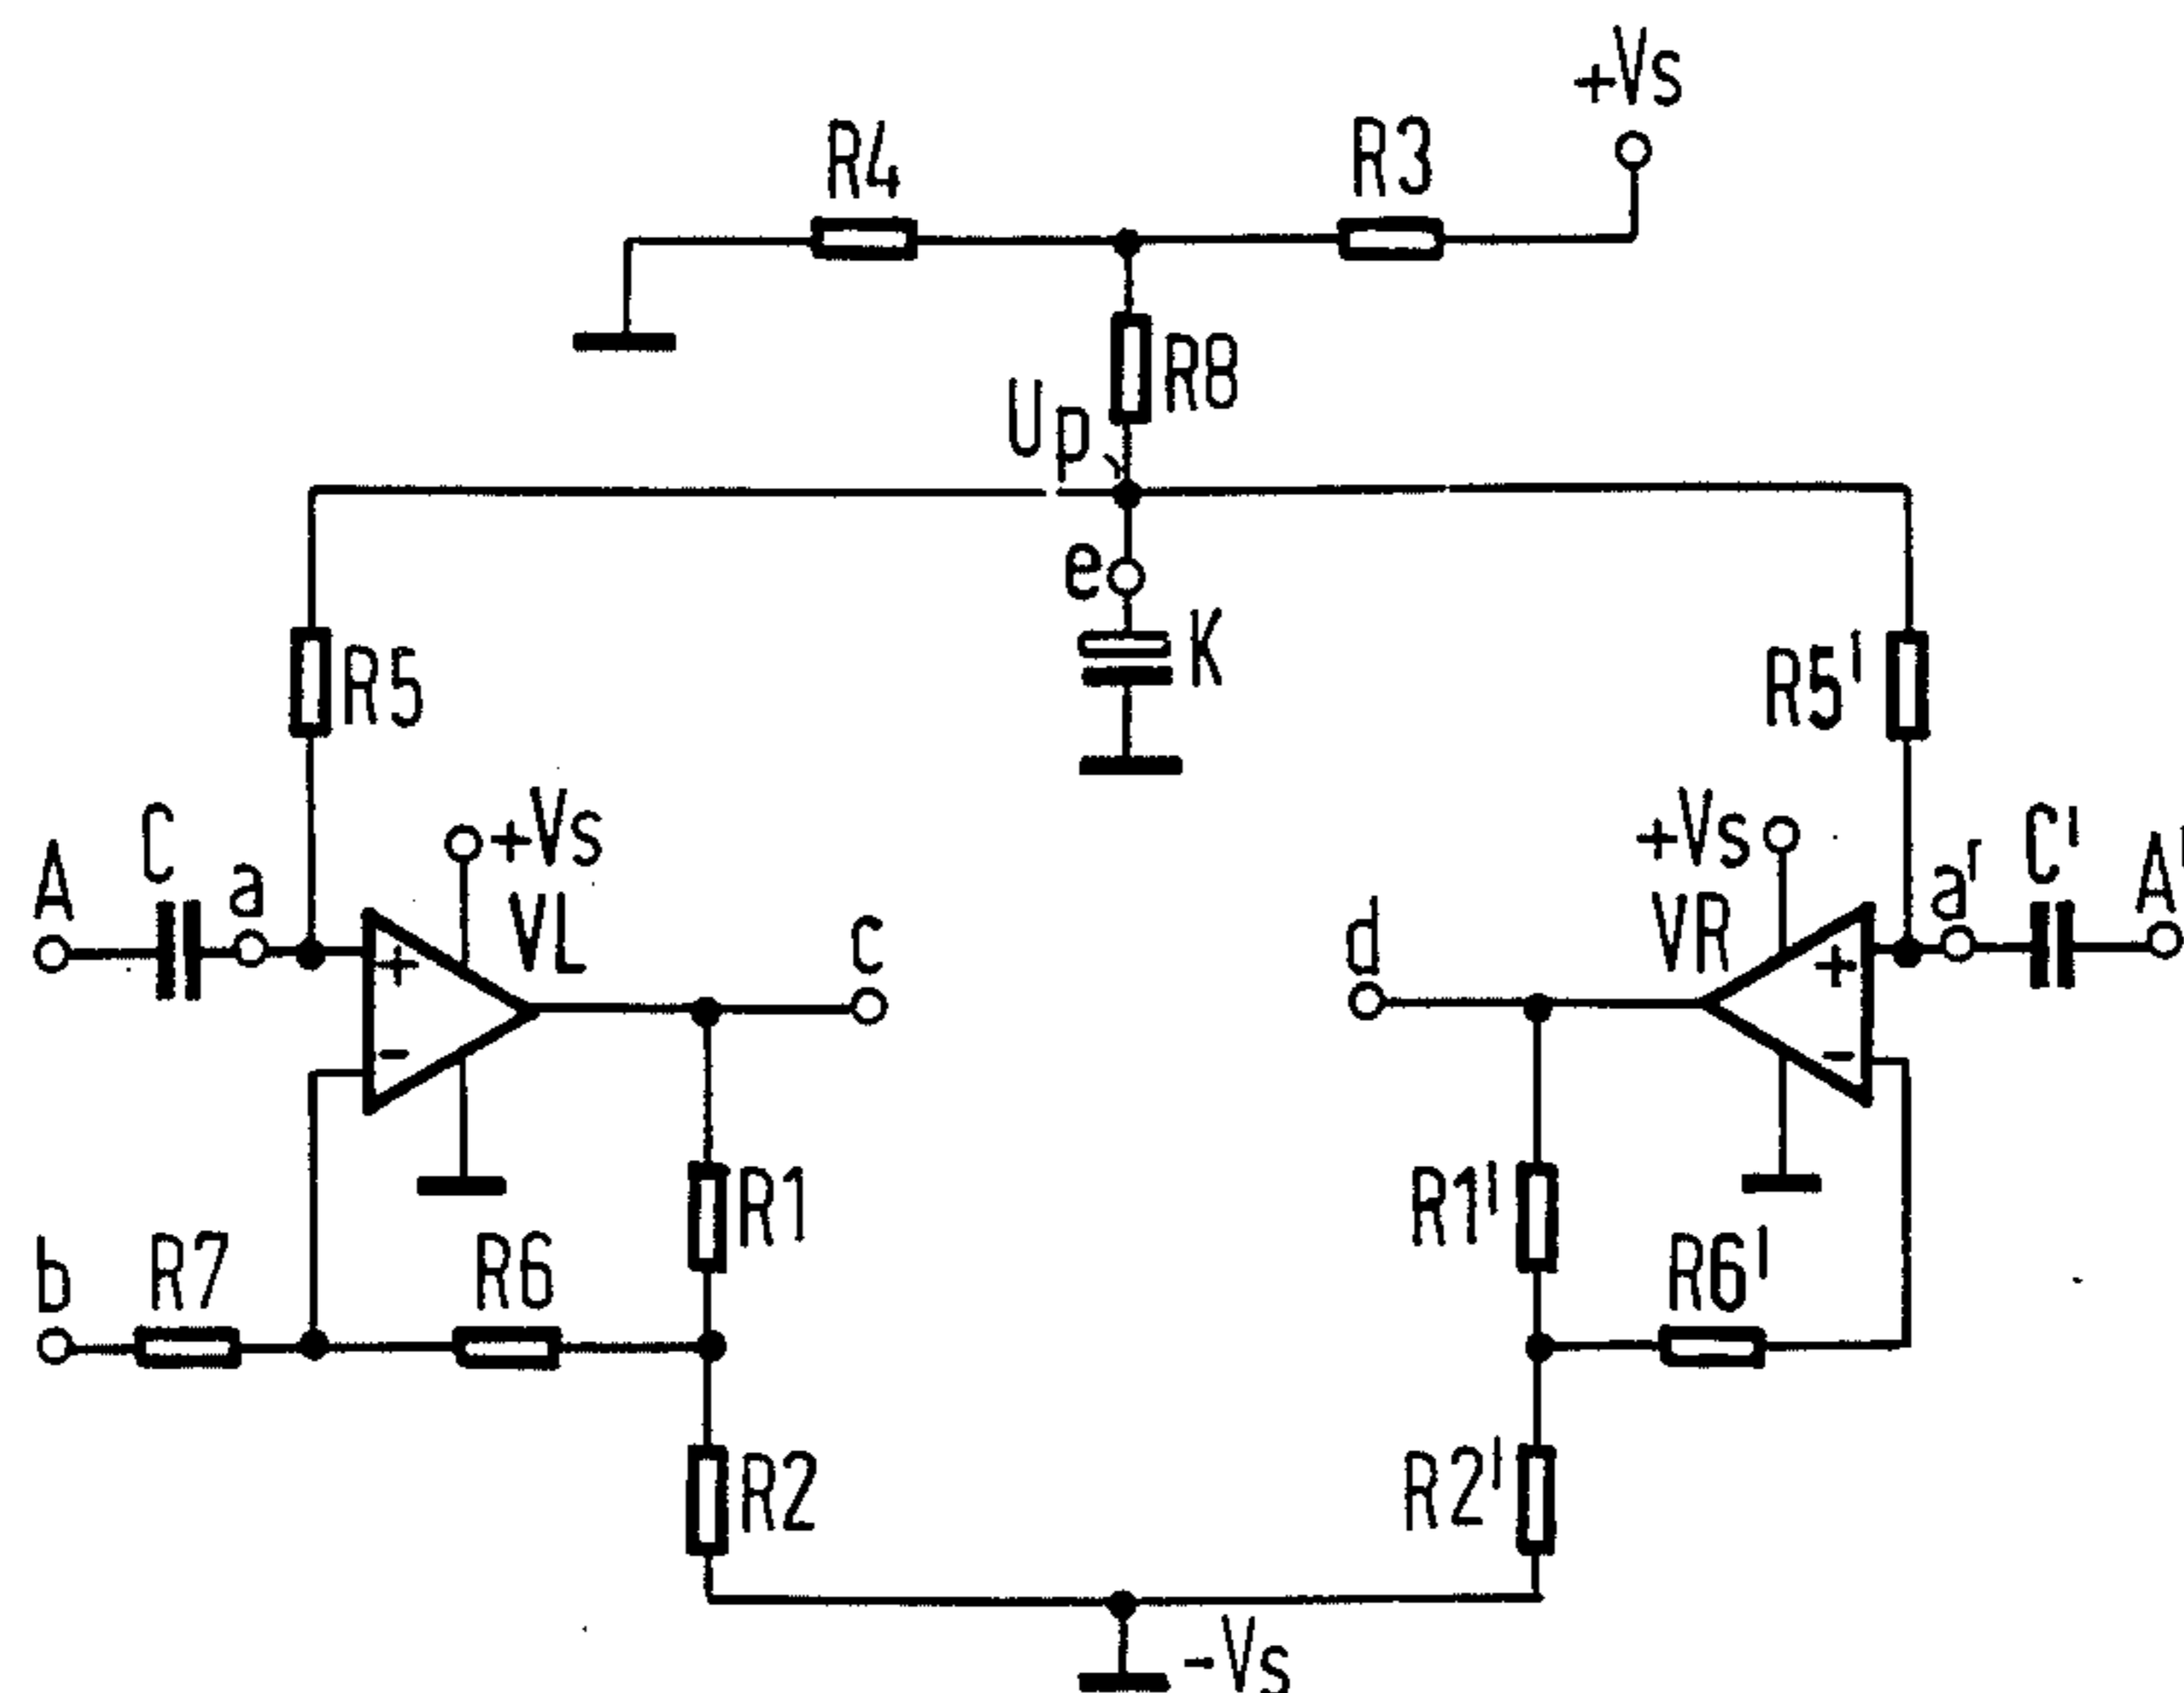 +Vs
R4
R3
R8
Up
e
K
R5
R5'
C
A
a
+Vs
VL
c
d
+Vs
VR
a'
C'
A'
+
-
+
-
R1
R1'
b
R7
R6
R6'
R2
R2'
-Vs